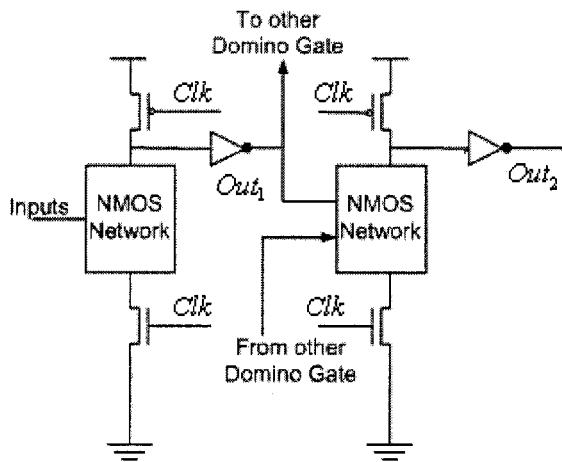 To other
Domino Gate
Clk
Clk
Out1
Out2
Inputs
NMOS
Network
NMOS
Network
Clk
Clk
From other
Domino Gate